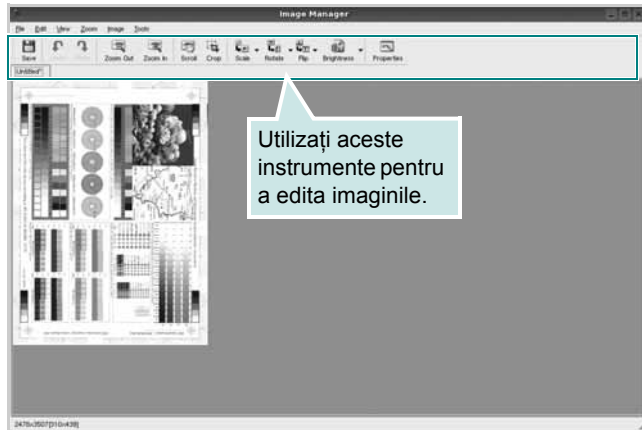 Image Manager
File Edit View Zoom Image Tools
Save Zoom Out Zoom In Scroll Crop Scale Rotate Flip Brightness Properties
Untitled*
Utilizați aceste
instrumente pentru
a edita imaginile.